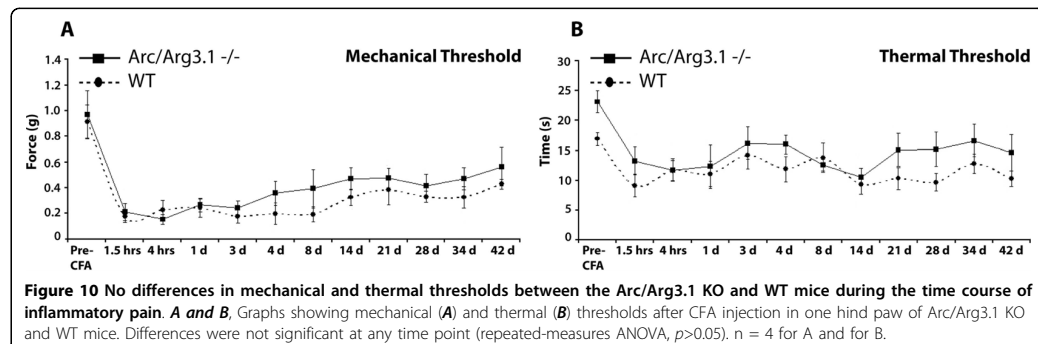 A
B
Arc/Arg3.1 -/-
WT
Mechanical Threshold
Force (g)
1.4
1.2
1.0
0.8
0.6
0.4
0.2
0
Pre-CFA 1.5 hrs 4 hrs 1 d 3 d 4 d 8 d 14 d 21 d 28 d 34 d 42 d
Arc/Arg3.1 -/-
WT
Thermal Threshold
Time (s)
30
25
20
15
10
5
0
Pre-CFA 1.5 hrs 4 hrs 1 d 3 d 4 d 8 d 14 d 21 d 28 d 34 d 42 d
Figure 10 No differences in mechanical and thermal thresholds between the Arc/Arg3.1 KO and WT mice during the time course of
inflammatory pain. A and B, Graphs showing mechanical (A) and thermal (B) thresholds after CFA injection in one hind paw of Arc/Arg3.1 KO
and WT mice. Differences were not significant at any time point (repeated-measures ANOVA, p>0.05). n = 4 for A and for B.